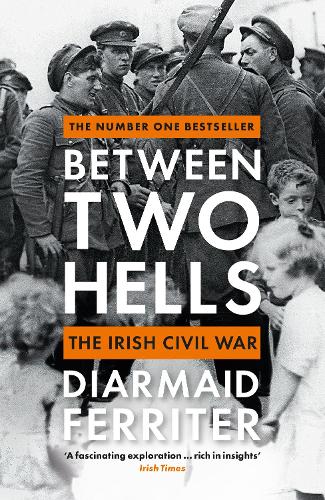 THE NUMBER ONE BESTSELLER
BETWEEN
TWO
HELLS
THE IRISH CIVIL WAR
DIARMAID
FERRITER
‘A fascinating exploration ... rich in insights’
Irish Times